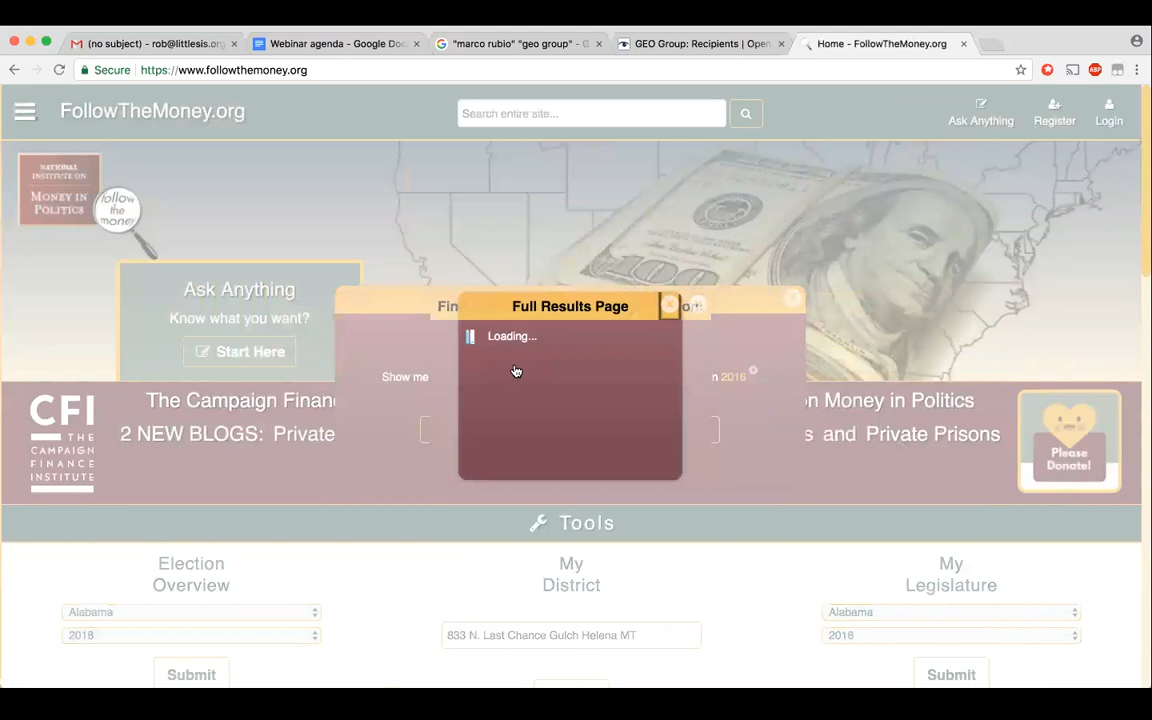 (no subject) - rob@littlesis.org
Webinar agenda - Google Doc
"marco rubio" "geo group" - G
GEO Group: Recipients | Open
Home - FollowTheMoney.org
Secure
https://www.followthemoney.org
ABP
FollowTheMoney.org
Search entire site...
Ask Anything
Register
Login
NATIONAL
INSTITUTE ON
MONEY IN
POLITICS
follow
the
money
100
Ask Anything
Know what you want?
Start Here
Fin
Full Results Page
Loading...
Show me
n 2016
CFI
THE
CAMPAIGN
FINANCE
INSTITUTE
The Campaign Finan
on Money in Politics
2 NEW BLOGS: Private
s and Private Prisons
Please
Donate!
Tools
Election
Overview
Alabama
2018
Submit
My
District
833 N. Last Chance Gulch Helena MT
My
Legislature
Alabama
2018
Submit